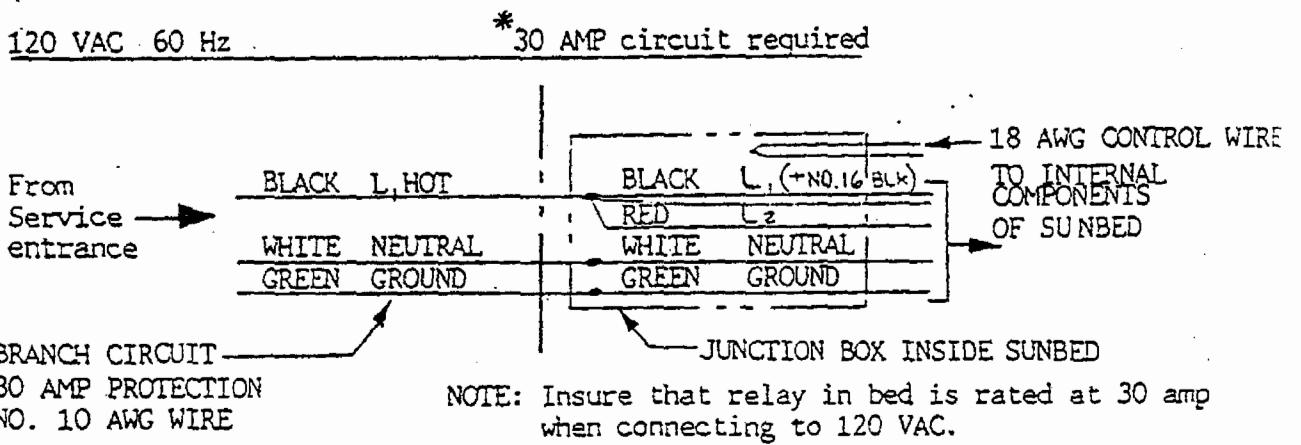 120 VAC 60 Hz
*30 AMP circuit required
18 AWG CONTROL WIRE
TO INTERNAL
COMPONENTS
OF SUNBED
From
Service
entrance
BLACK L1 HOT
BLACK L1 (+NO.16 BLK)
RED L2
WHITE NEUTRAL
WHITE NEUTRAL
GREEN GROUND
GREEN GROUND
BRANCH CIRCUIT
30 AMP PROTECTION
NO. 10 AWG WIRE
JUNCTION BOX INSIDE SUNBED
NOTE: Insure that relay in bed is rated at 30 amp
when connecting to 120 VAC.